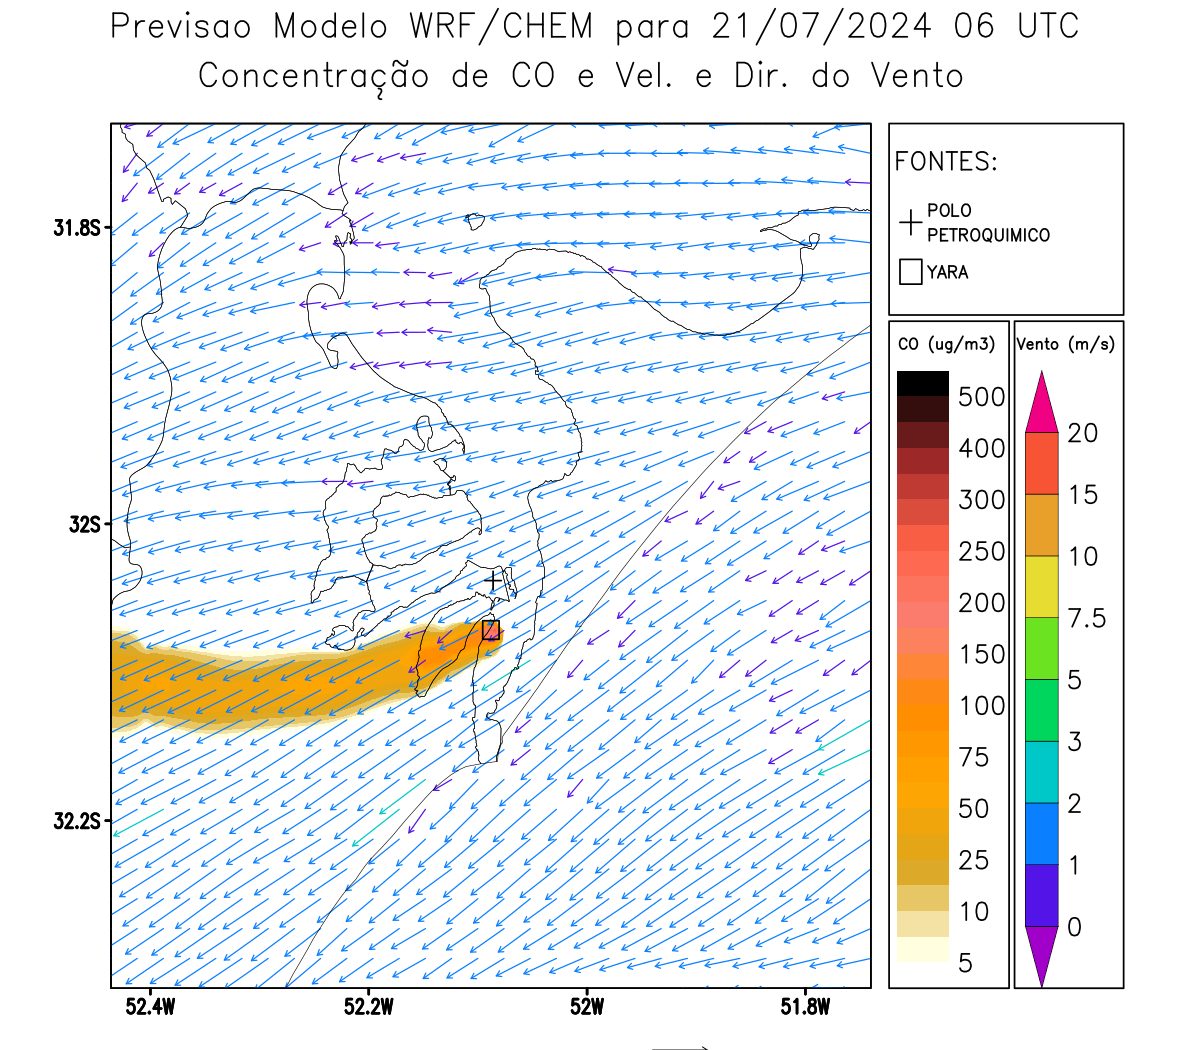 Previsao Modelo WRF/CHEM para 21/07/2024 06 UTC
Concentração de CO e Vel. e Dir. do Vento
FONTES:
POLO
PETROQUIMICO
YARA
CO (ug/m3)
500
400
300
250
200
150
100
75
50
25
10
5
Vento (m/s)
20
15
10
7.5
5
3
2
1
0
31.8S
32S
32.2S
52.4W
52.2W
52W
51.8W